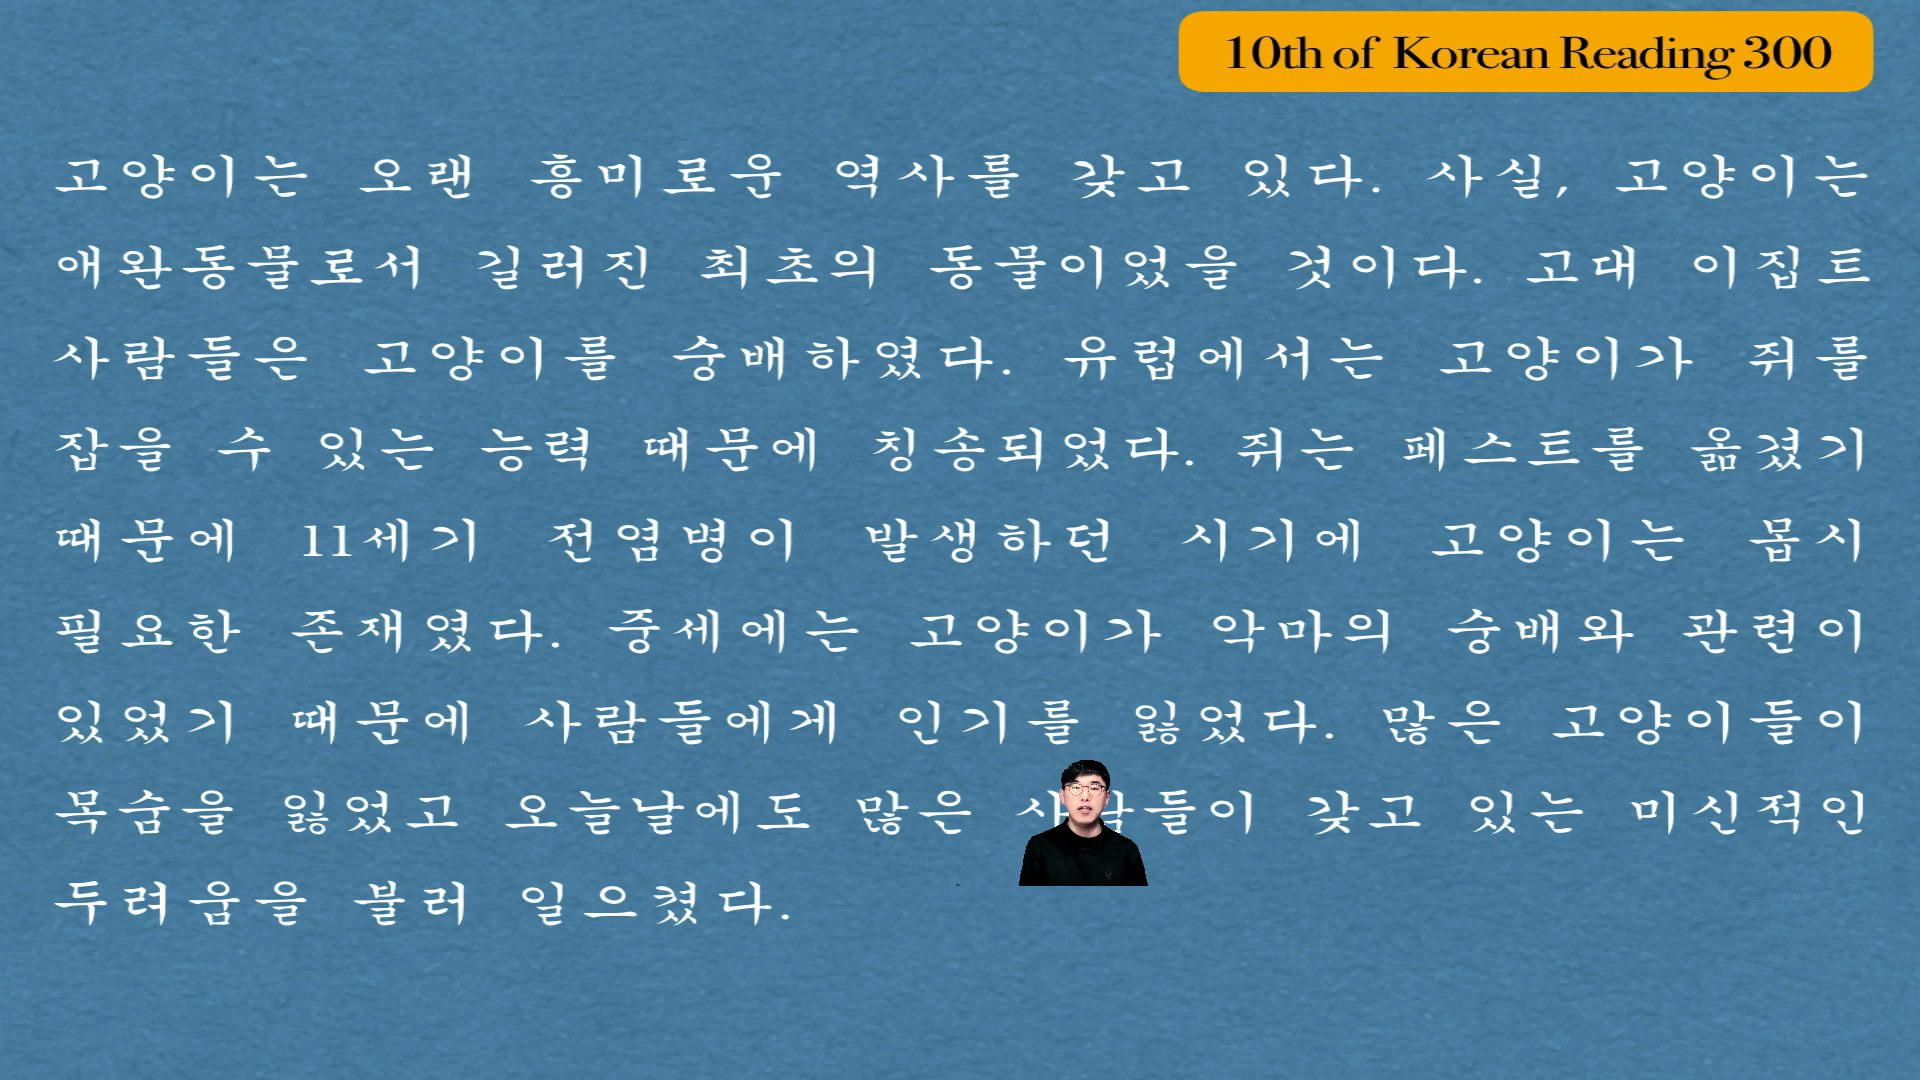 10th of Korean Reading 300
고양이는 오랜 흥미로운 역사를 갖고 있다. 사실, 고양이는
애완동물로서 길러진 최초의 동물이었을 것이다. 고대 이집트
사람들은 고양이를 숭배하였다. 유럽에서는 고양이가 쥐를
잡을 수 있는 능력 때문에 칭송되었다. 쥐는 페스트를 옮겼기
때문에 11세기 전염병이 발생하던 시기에 고양이는 몹시
필요한 존재였다. 중세에는 고양이가 악마의 숭배와 관련이
있었기 때문에 사람들에게 인기를 잃었다. 많은 고양이들이
목숨을 잃었고 오늘날에도 많은 사람들이 갖고 있는 미신적인
두려움을 불러 일으켰다.